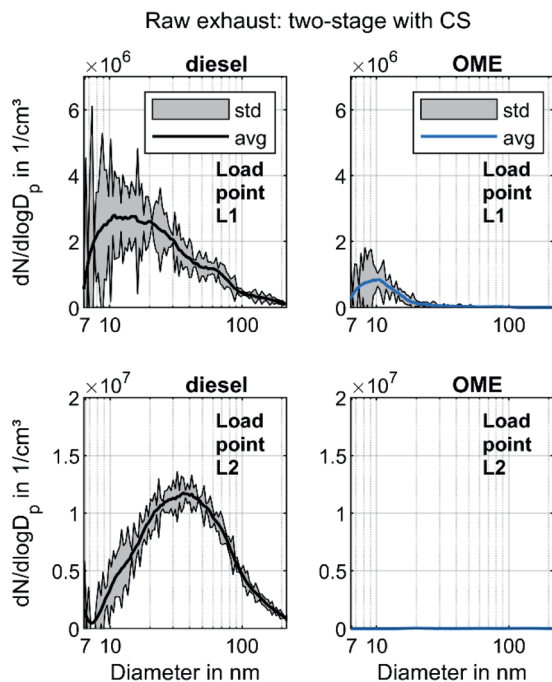 Raw exhaust: two-stage with CS
×10⁶
diesel
dN/dlogDₚ in 1/cm³
6
4
2
0
std
avg
Load
point
L1
7 10
100
×10⁶
OME
6
4
2
0
std
avg
Load
point
L1
7 10
100
×10⁷
diesel
dN/dlogDₚ in 1/cm³
2
1.5
1
0.5
0
Load
point
L2
7 10
100
Diameter in nm
×10⁷
OME
2
1.5
1
0.5
0
Load
point
L2
7 10
100
Diameter in nm